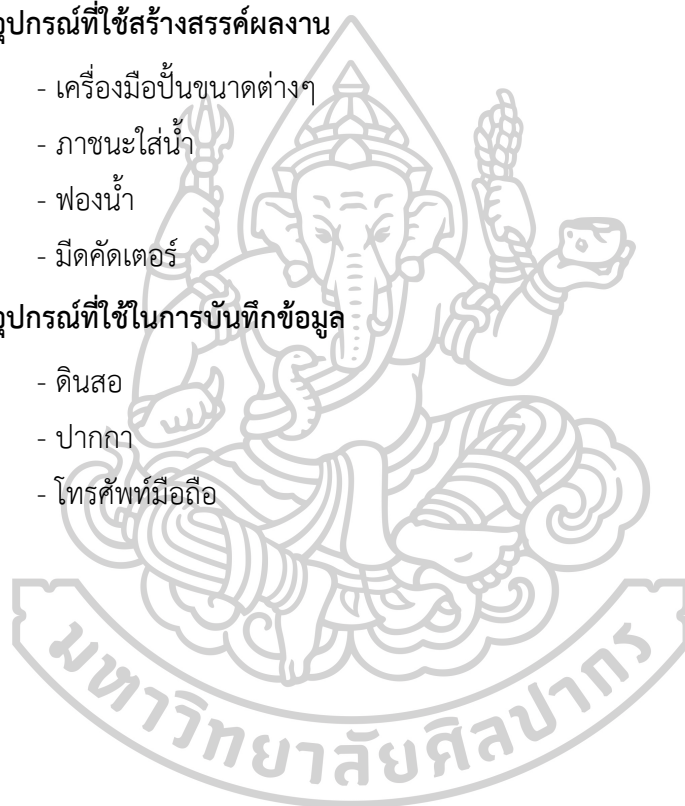 อุปกรณ์ที่ใช้สร้างสรรค์ผลงาน
- เครื่องมือปั้นขนาดต่างๆ
- ภาชนะใส่น้ำ
- ฟองน้ำ
- มีดคัดเตอร์
อุปกรณ์ที่ใช้ในการบันทึกข้อมูล
- ดินสอ
- ปากกา
- โทรศัพท์มือถือ
มหาวิทยาลัยศิลปากร